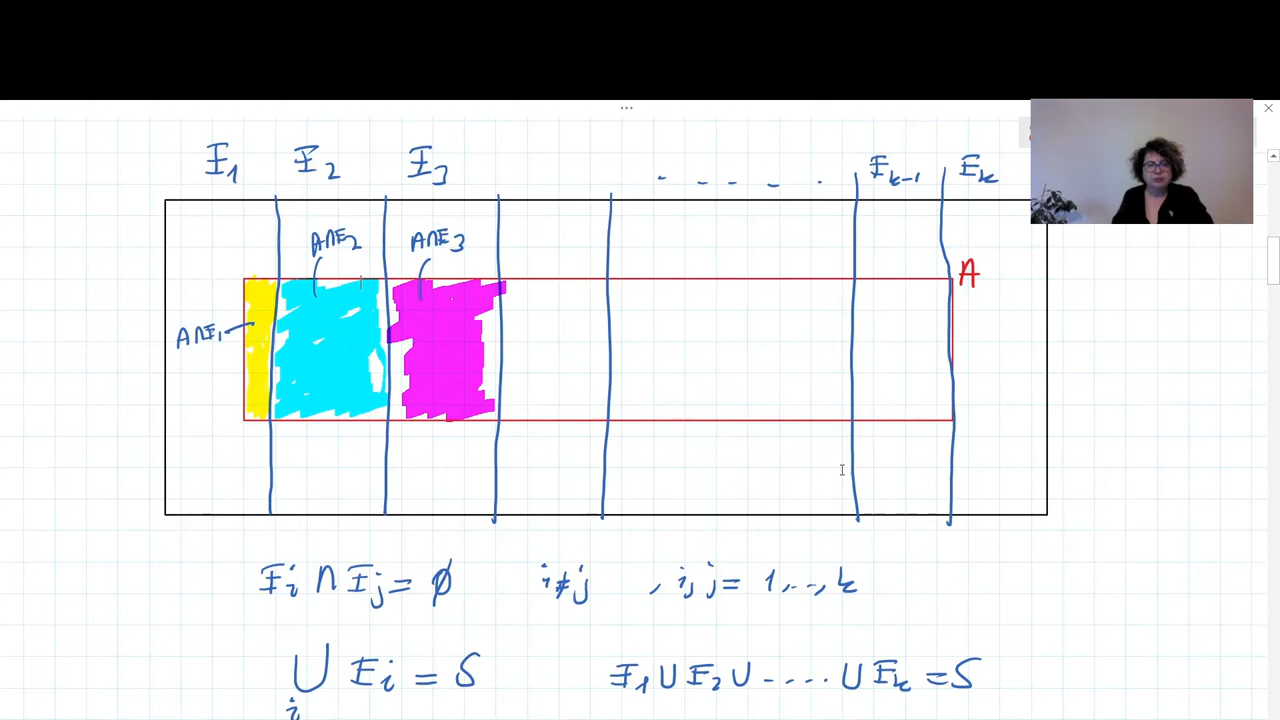 E₁ E₂ E₃ . - - - - . Eₖ₋₁ Eₖ
A∩E₂ A∩E₃
A
A∩E₁
Eᵢ ∩ Eⱼ = ∅ i≠j , i, j = 1, .. , k
⋃ᵢ Eᵢ = S E₁ ∪ E₂ ∪ - .... ∪ Eₖ = S